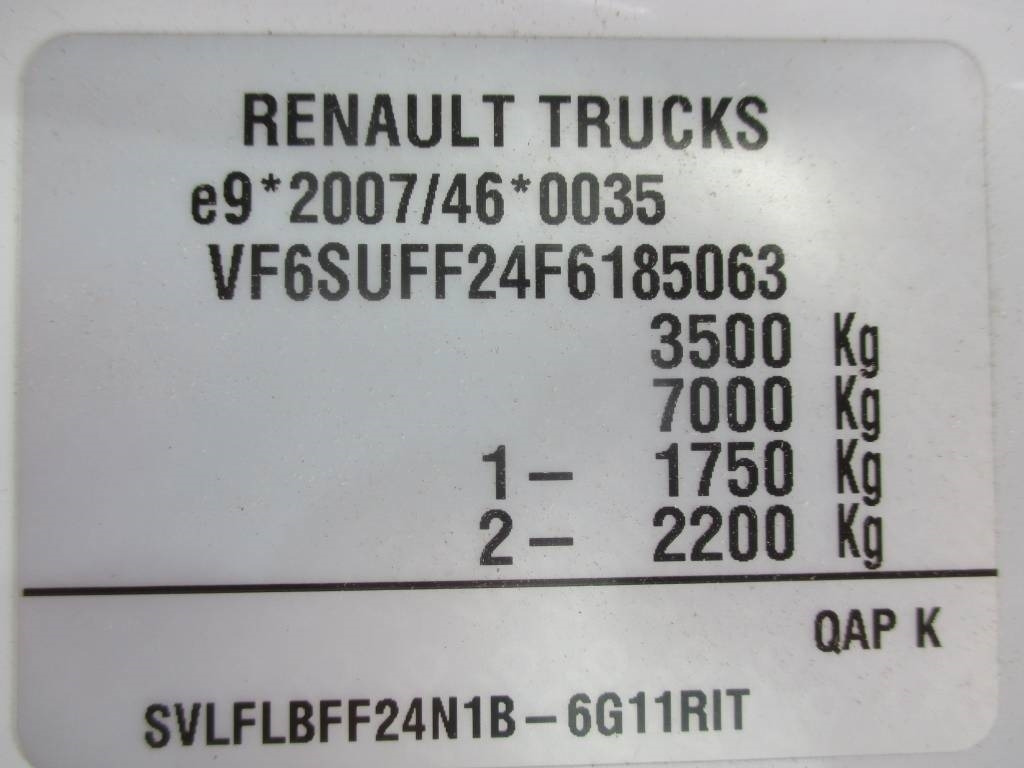 RENAULT TRUCKS
e9*2007/46*0035
VF6SUFF24F6185063
3500 Kg
7000 Kg
1- 1750 Kg
2- 2200 Kg
QAP K
SVLFLBFF24N1B-6G11RIT